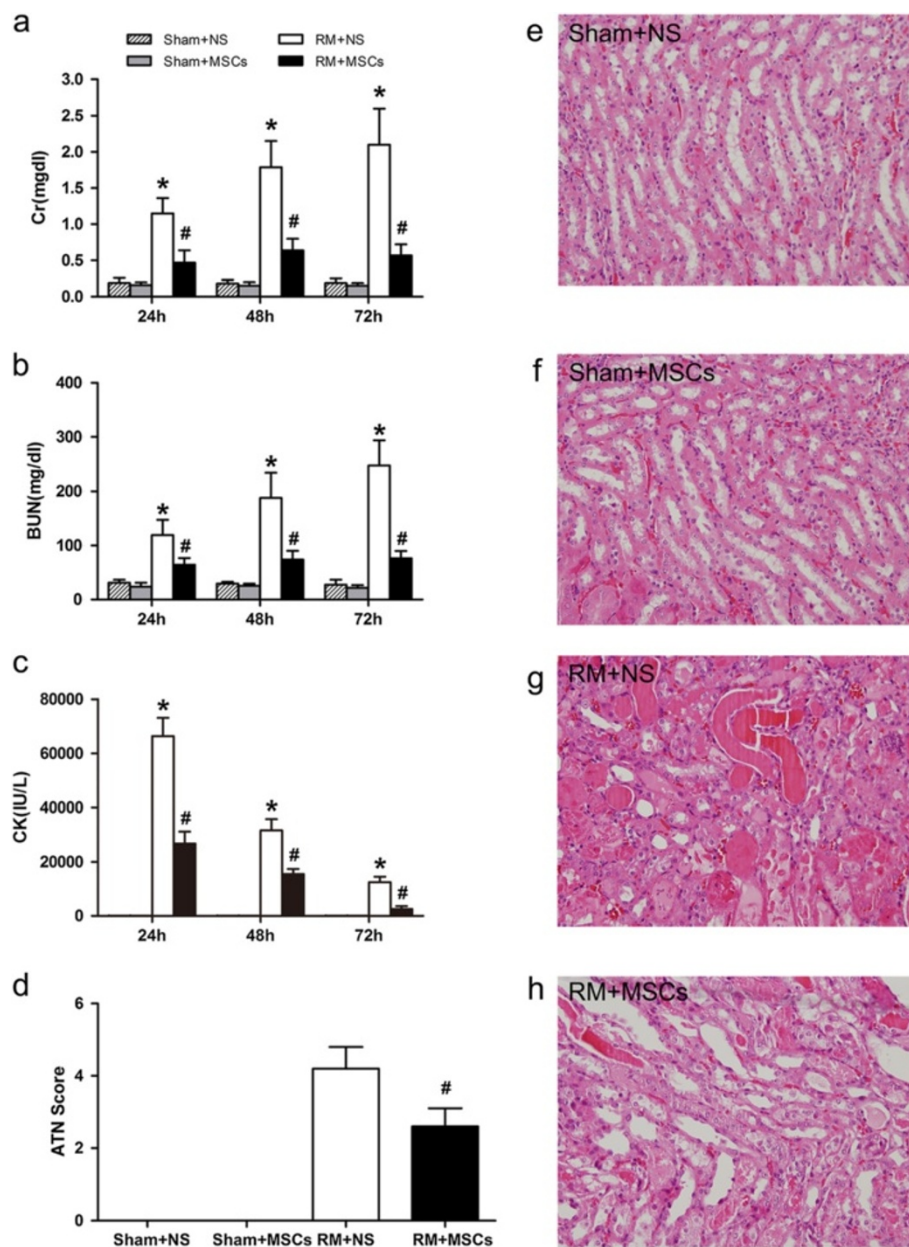 a
Sham+NS RM+NS
Sham+MSCs RM+MSCs
Cr(mgdl)
3.0
2.5
2.0
1.5
1.0
0.5
0.0
* * *
# # #
24h 48h 72h
b
BUN(mg/dl)
400
300
200
100
0
* * *
# # #
24h 48h 72h
c
CK(IU/L)
80000
60000
40000
20000
0
* * *
# # #
24h 48h 72h
d
ATN Score
6
4
2
0
#
Sham+NS Sham+MSCs RM+NS RM+MSCs
e Sham+NS
f Sham+MSCs
g RM+NS
h RM+MSCs